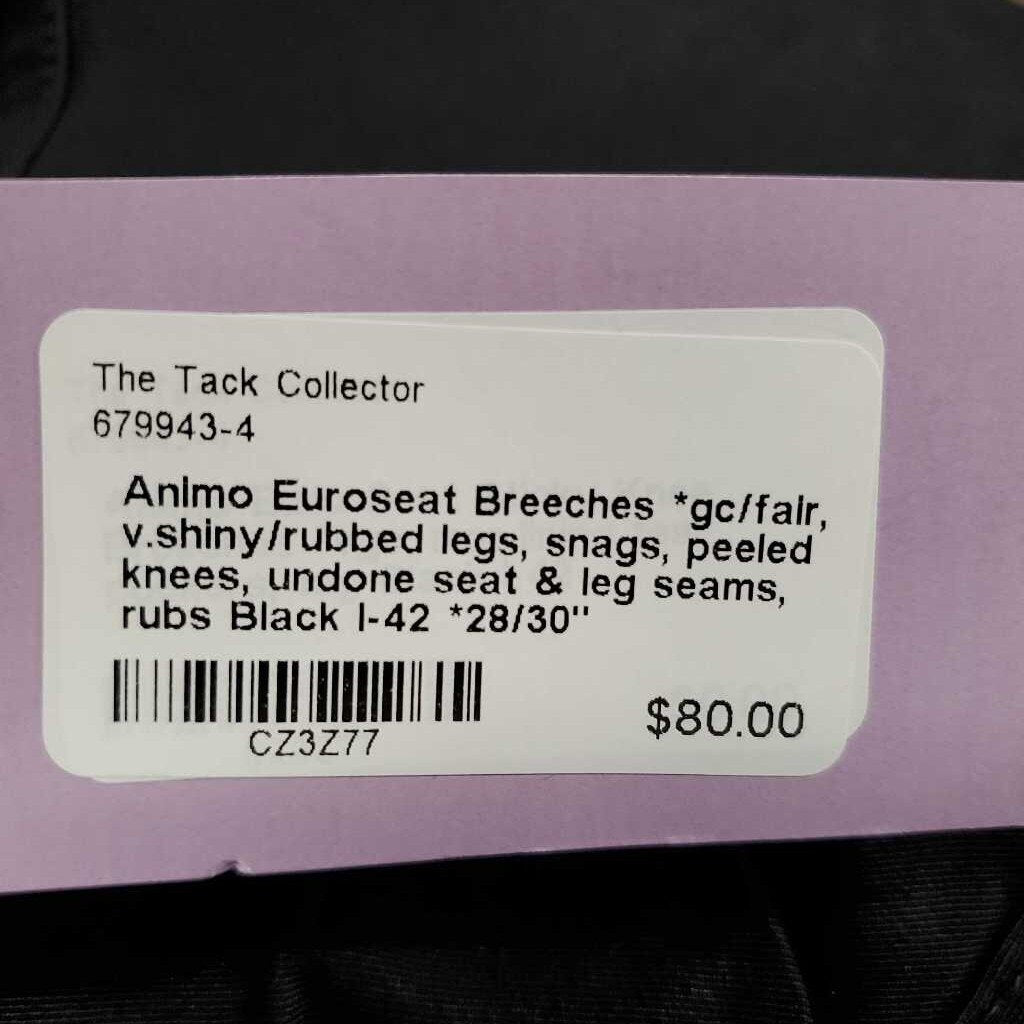 The Tack Collector
679943-4
Animo Euroseat Breeches *gc/fair,
v.shiny/rubbed legs, snags, peeled
knees, undone seat & leg seams,
rubs Black I-42 *28/30"
CZ3Z77
$80.00